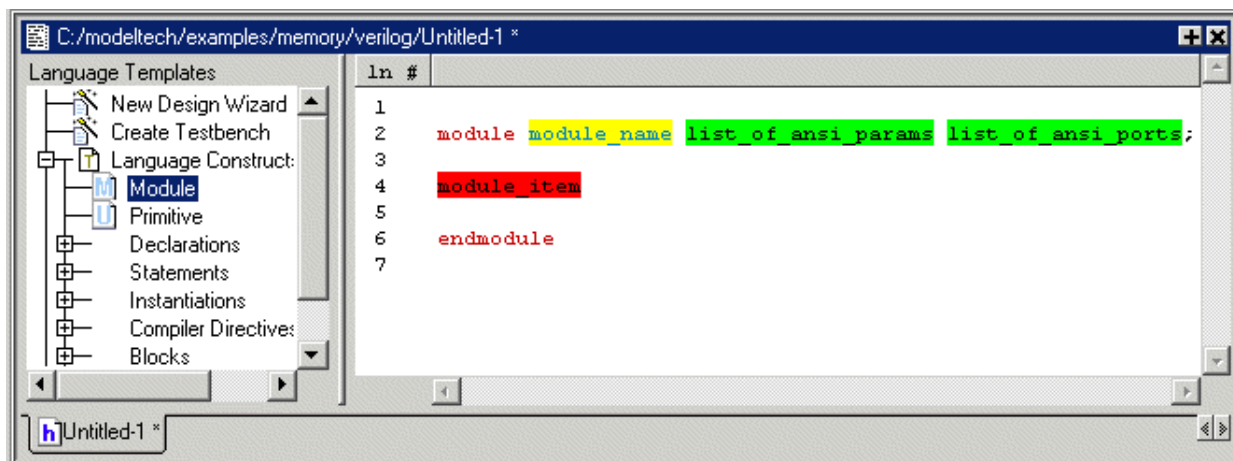 C:/modeltech/examples/memory/verilog/Untitled-1 *
Language Templates
New Design Wizard
Create Testbench
Language Construct
Module
Primitive
Declarations
Statements
Instantiations
Compiler Directives
Blocks
ln #
1
2 module module_name list_of_ansi_params list_of_ansi_ports;
3
4 module_item
5
6 endmodule
7
h Untitled-1 *